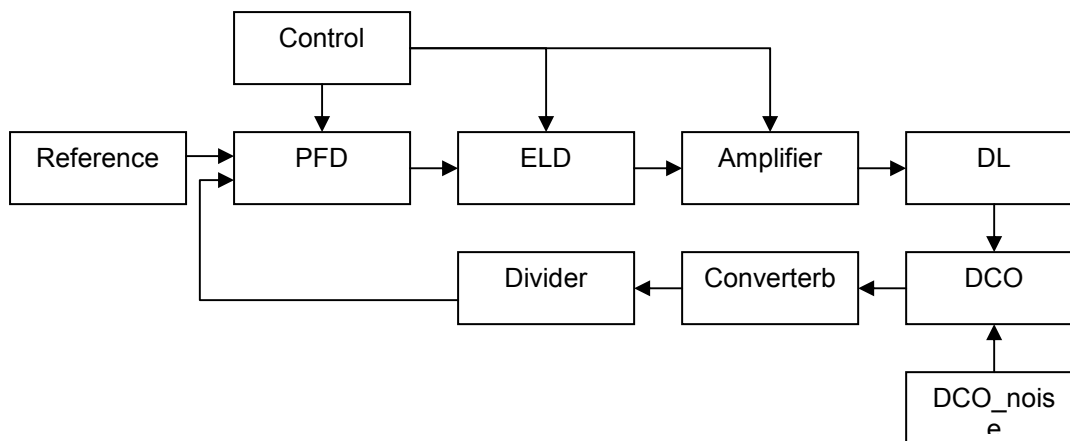 Control
Reference
PFD
ELD
Amplifier
DL
Divider
Converterb
DCO
DCO_nois
e